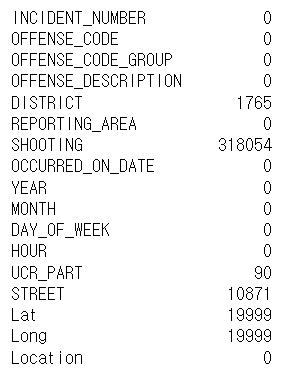 INCIDENT_NUMBER 0
OFFENSE_CODE 0
OFFENSE_CODE_GROUP 0
OFFENSE_DESCRIPTION 0
DISTRICT 1765
REPORTING_AREA 0
SHOOTING 318054
OCCURRED_ON_DATE 0
YEAR 0
MONTH 0
DAY_OF_WEEK 0
HOUR 0
UCR_PART 90
STREET 10871
Lat 19999
Long 19999
Location 0